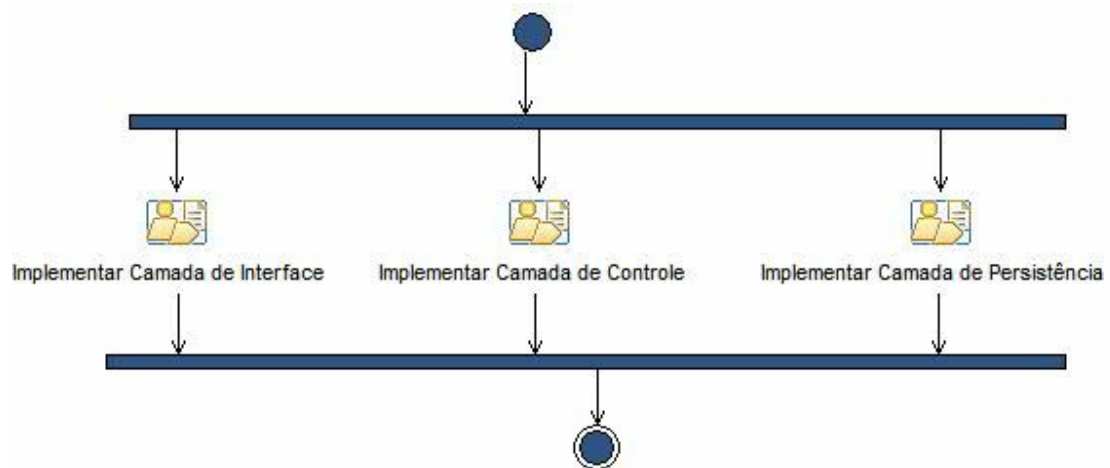 Implementar Camada de Interface
Implementar Camada de Controle
Implementar Camada de Persistência